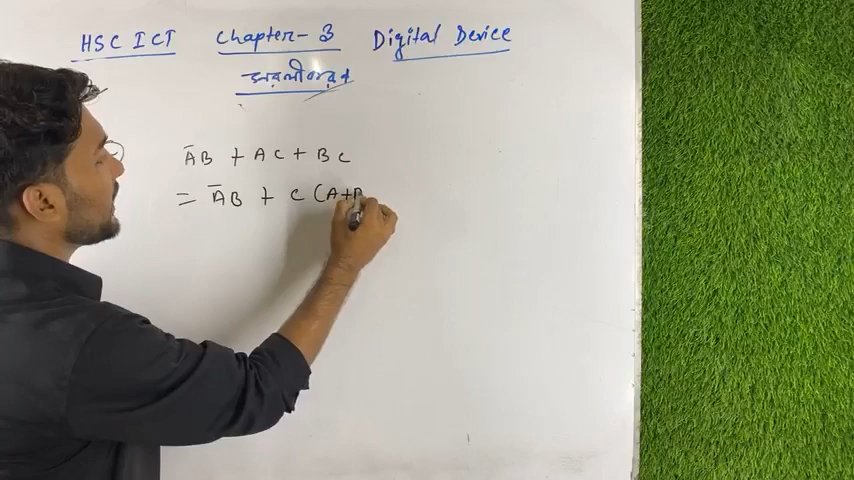 HSC ICT Chapter-3 Digital Device
সরলীকরণ
A̅B + AC + BC
= A̅B + C (A+B